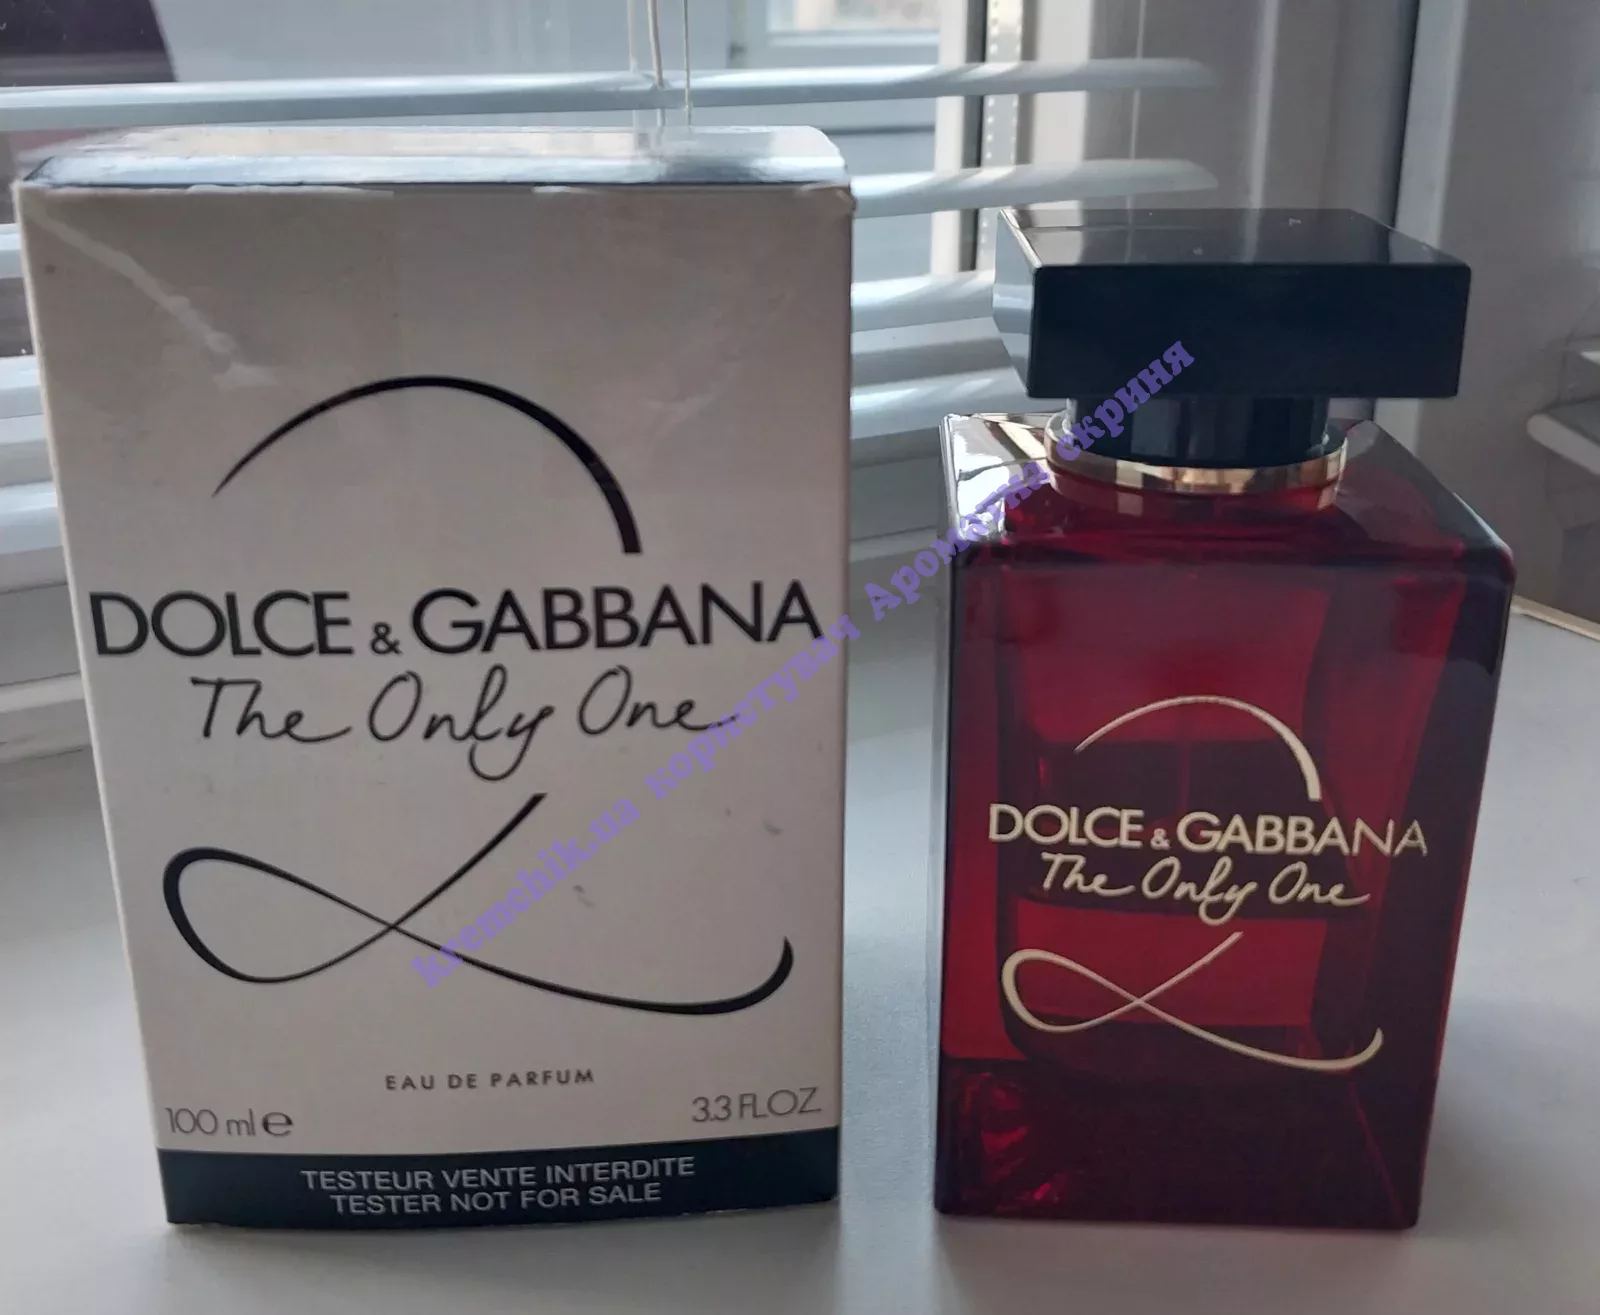 DOLCE & GABBANA
The Only One
EAU DE PARFUM
100 ml e
3.3 FL.OZ
TESTEUR VENTE INTERDITE
TESTER NOT FOR SALE
DOLCE & GABBANA
The Only One
kremchik.ua користувач Ароматна скриня